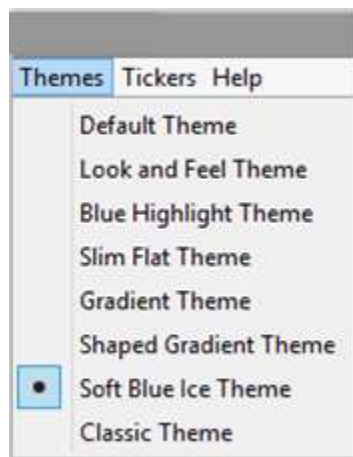 Themes Tickers Help
Default Theme
Look and Feel Theme
Blue Highlight Theme
Slim Flat Theme
Gradient Theme
Shaped Gradient Theme
Soft Blue Ice Theme
Classic Theme